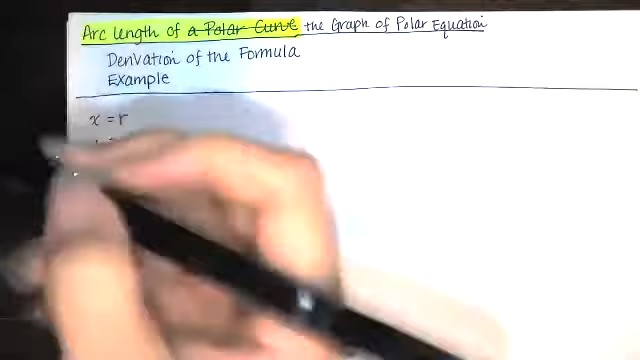 Arc length of a Polar Curve the Graph of Polar Equation
Derivation of the Formula
Example
x = r